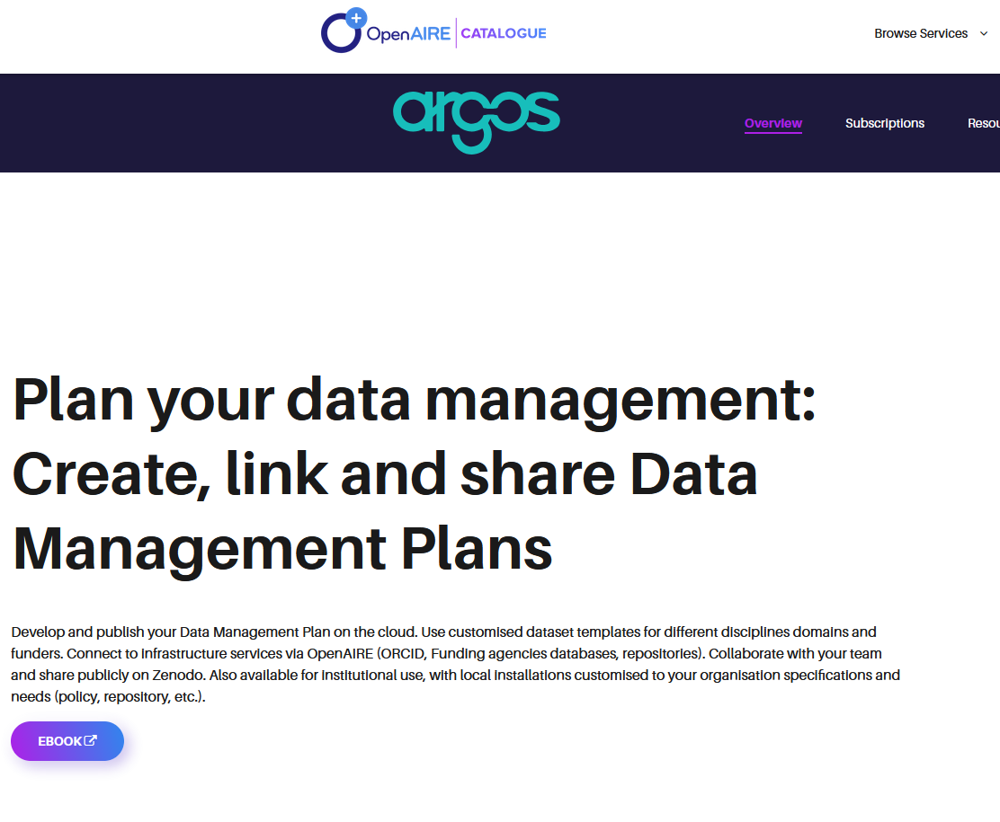 OpenAIRE | CATALOGUE
Browse Services
argos
Overview
Subscriptions
Resou
Plan your data management:
Create, link and share Data
Management Plans
Develop and publish your Data Management Plan on the cloud. Use customised dataset templates for different disciplines domains and
funders. Connect to infrastructure services via OpenAIRE (ORCID, Funding agencies databases, repositories). Collaborate with your team
and share publicly on Zenodo. Also available for institutional use, with local installations customised to your organisation specifications and
needs (policy, repository, etc.).
EBOOK